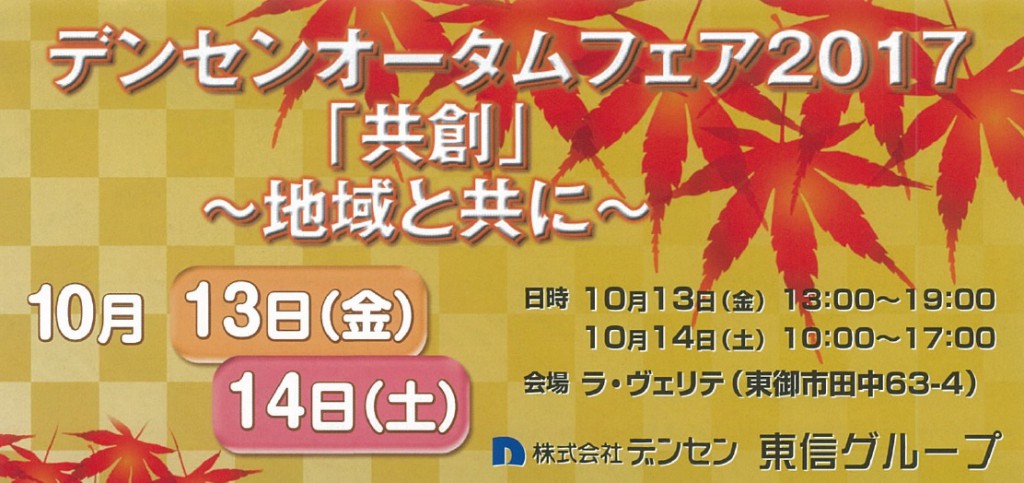 デンセンオータムフェア2017
「共創」
～地域と共に～
10月 13日（金）
14日（土）
日時 10月13日（金） 13:00～19:00
10月14日（土） 10:00～17:00
会場 ラ・ヴェリテ（東御市田中63-4）
株式会社デンセン 東信グループ